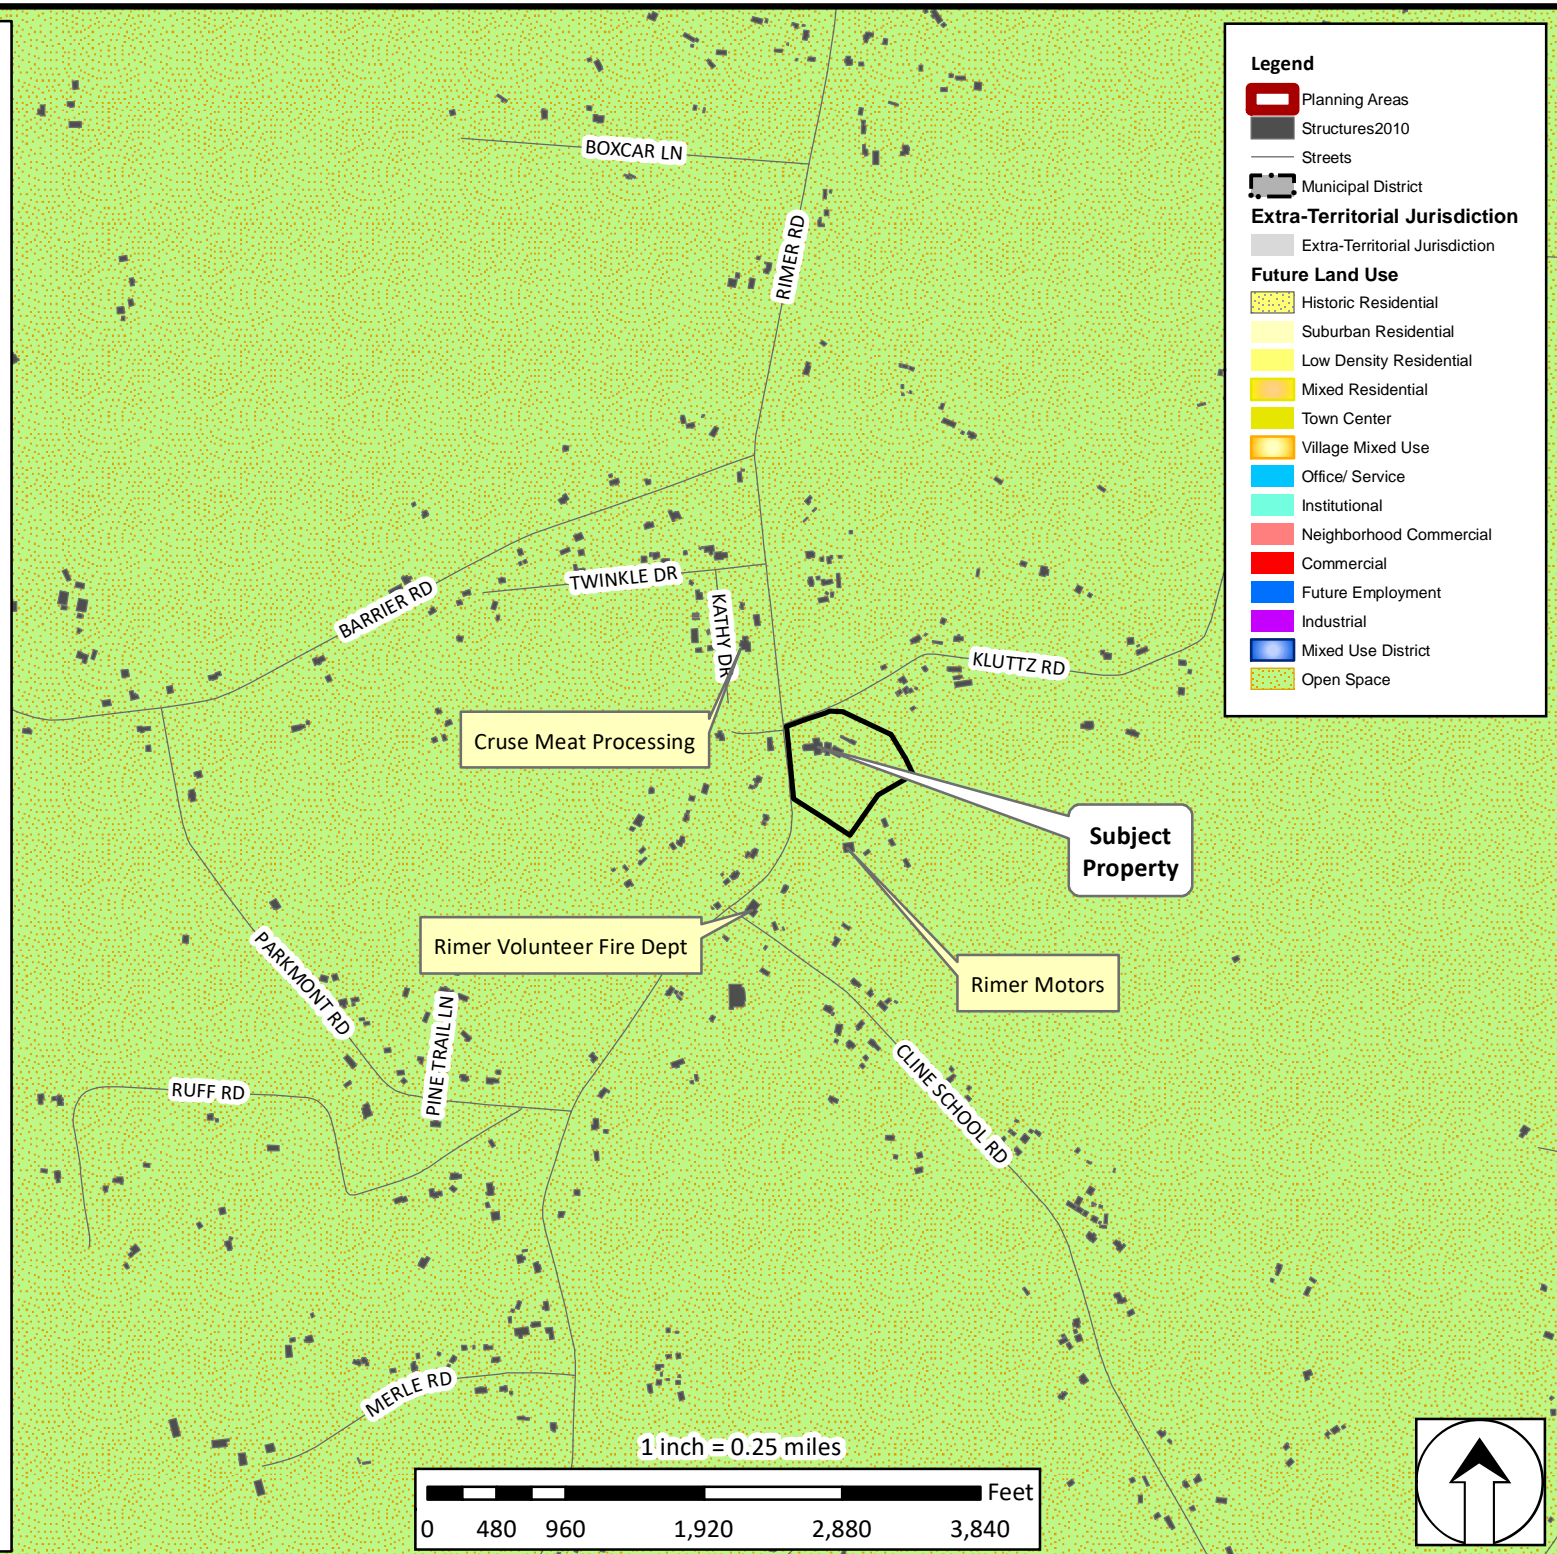 Legend
Planning Areas
Structures2010
Streets
Municipal District
Extra-Territorial Jurisdiction
Extra-Territorial Jurisdiction
Future Land Use
Historic Residential
Suburban Residential
Low Density Residential
Mixed Residential
Town Center
Village Mixed Use
Office/ Service
Institutional
Neighborhood Commercial
Commercial
Future Employment
Industrial
Mixed Use District
Open Space
BOXCAR LN
RIMER RD
TWINKLE DR
BARRIER RD
KATHY DR
KLUTTZ RD
Cruse Meat Processing
Subject
Property
Rimer Volunteer Fire Dept
Rimer Motors
PARKMONT RD
PINE TRAIL LN
RUFF RD
CLINE SCHOOL RD
MERLE RD
1 inch = 0.25 miles
Feet
0 480 960 1,920 2,880 3,840